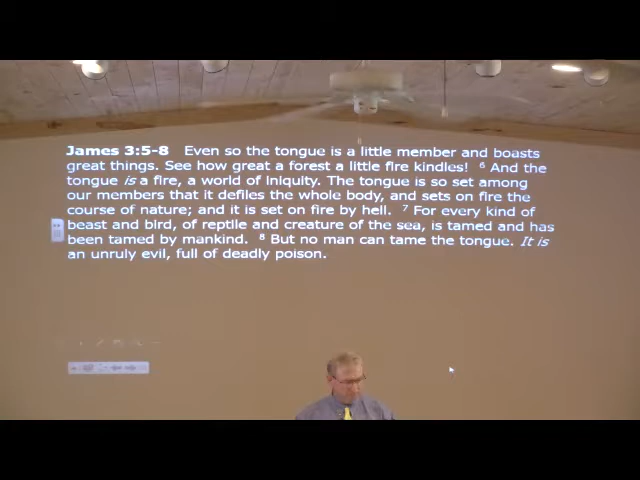 James 3:5-8 Even so the tongue is a little member and boasts
great things. See how great a forest a little fire kindles! 6 And the
tongue is a fire, a world of iniquity. The tongue is so set among
our members that it defiles the whole body, and sets on fire the
course of nature; and it is set on fire by hell. 7 For every kind of
beast and bird, of reptile and creature of the sea, is tamed and has
been tamed by mankind. 8 But no man can tame the tongue. It is
an unruly evil, full of deadly poison.